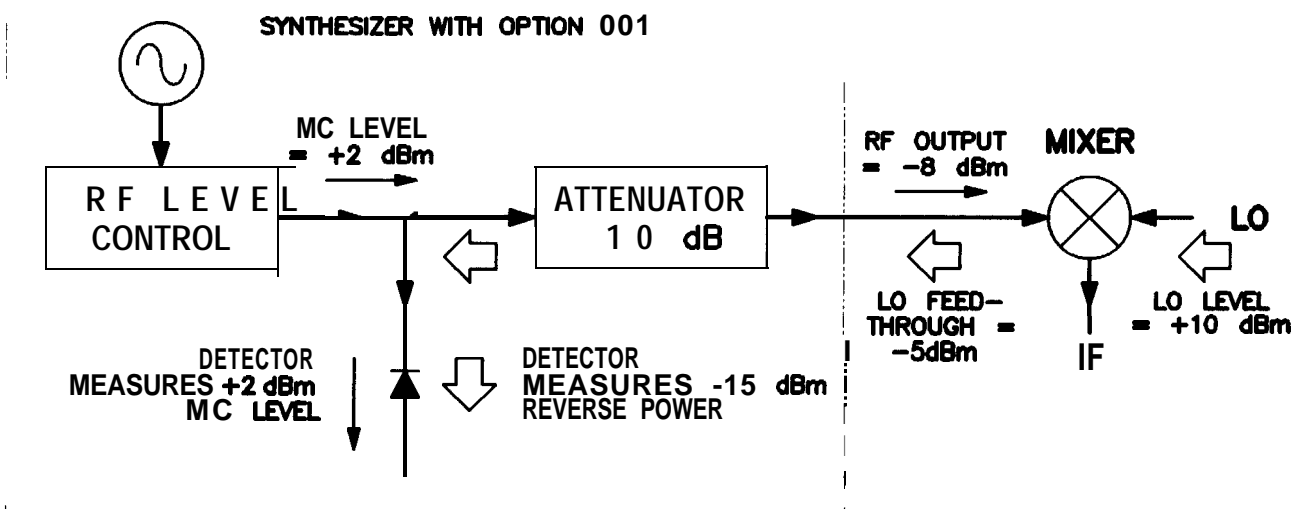 SYNTHESIZER WITH OPTION 001
MC LEVEL
= +2 dBm
RF LEVEL
CONTROL
ATTENUATOR
10 dB
RF OUTPUT
= -8 dBm
MIXER
LO
LO FEED-
THROUGH =
-5dBm
LO LEVEL
= +10 dBm
IF
DETECTOR
MEASURES +2 dBm
MC LEVEL
DETECTOR
MEASURES -15 dBm
REVERSE POWER